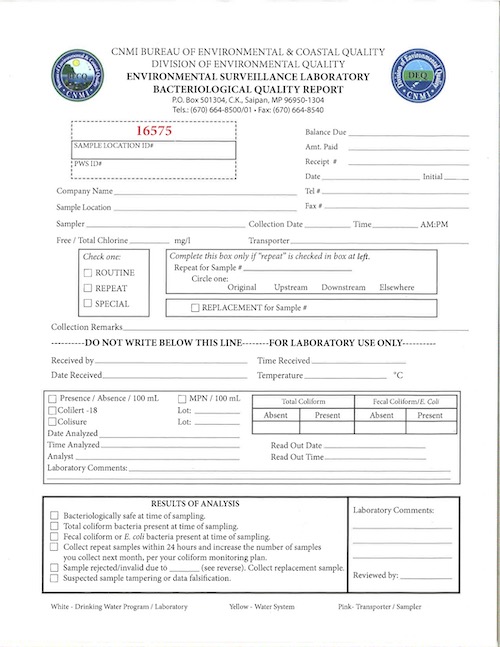 CNMI BUREAU OF ENVIRONMENTAL & COASTAL QUALITY
DIVISION OF ENVIRONMENTAL QUALITY
ENVIRONMENTAL SURVEILLANCE LABORATORY
BACTERIOLOGICAL QUALITY REPORT
P.O. Box 501304, C.K., Saipan, MP 96950-1304
Tels.: (670) 664-8500/01 • Fax: (670) 664-8540
BECQ
CNMI
Division of Environmental Quality
DEQ
CNMI
16575
SAMPLE LOCATION ID#
PWS ID#
Balance Due
Amt. Paid
Receipt #
Date Initial
Company Name Tel #
Sample Location Fax #
Sampler Collection Date Time AM:PM
Free / Total Chlorine mg/l Transporter
Check one:
ROUTINE
REPEAT
SPECIAL
Complete this box only if "repeat" is checked in box at left.
Repeat for Sample #
Circle one:
Original Upstream Downstream Elsewhere
REPLACEMENT for Sample #
Collection Remarks
----------DO NOT WRITE BELOW THIS LINE--------FOR LABORATORY USE ONLY----------
Received by Time Received
Date Received Temperature °C
Presence / Absence / 100 mL MPN / 100 mL
Colilert -18 Lot:
Colisure Lot:
Date Analyzed
Time Analyzed
Analyst
Laboratory Comments:
Total Coliform Fecal Coliform/E. Coli
Absent Present Absent Present
Read Out Date
Read Out Time
RESULTS OF ANALYSIS
Bacteriologically safe at time of sampling.
Total coliform bacteria present at time of sampling.
Fecal coliform or E. coli bacteria present at time of sampling.
Collect repeat samples within 24 hours and increase the number of samples
you collect next month, per your coliform monitoring plan.
Sample rejected/invalid due to (see reverse). Collect replacement sample.
Suspected sample tampering or data falsification.
Laboratory Comments:
Reviewed by:
White - Drinking Water Program / Laboratory Yellow - Water System Pink- Transporter / Sampler